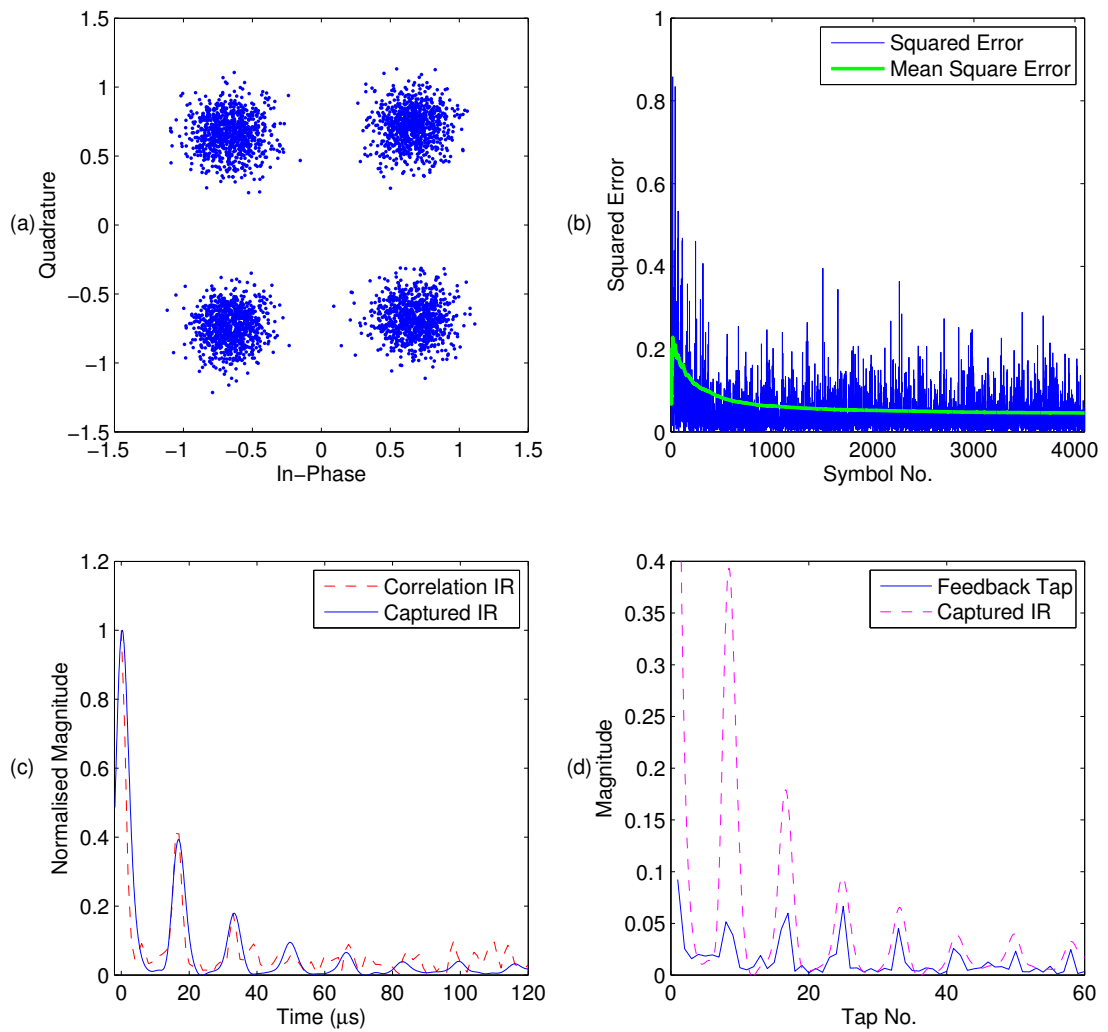 1.5
1
0.5
0
−0.5
−1
−1.5
−1.5 −1 −0.5 0 0.5 1 1.5
In−Phase
Quadrature
(a)
1
0.8
0.6
0.4
0.2
0
0 1000 2000 3000 4000
Symbol No.
Squared Error
(b)
Squared Error
Mean Square Error
1.2
1
0.8
0.6
0.4
0.2
0
0 20 40 60 80 100 120
Time (μs)
Normalised Magnitude
(c)
Correlation IR
Captured IR
0.4
0.35
0.3
0.25
0.2
0.15
0.1
0.05
0
0 10 20 30 40 50 60
Tap No.
Magnitude
(d)
Feedback Tap
Captured IR